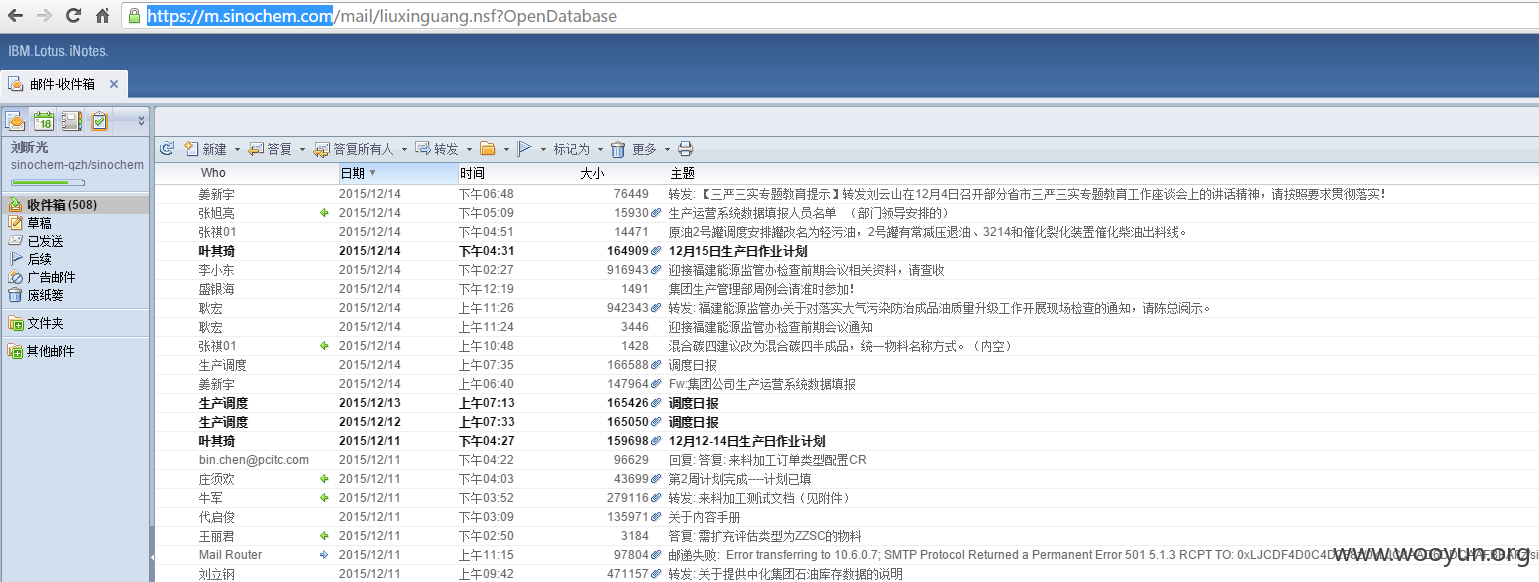 https://m.sinochem.com/mail/liuxinguang.nsf?OpenDatabase
IBM. Lotus. iNotes.
邮件-收件箱
刘昕光
sinochem-qzh/sinochem
收件箱 (508)
草稿
已发送
后续
广告邮件
废纸篓
文件夹
其他邮件
新建 答复 答复所有人 转发 标记为 更多
Who 日期 时间 大小 主题
姜新宇 2015/12/14 下午06:48 76449 转发:【三严三实专题教育提示】转发刘云山在12月4日召开部分省市三严三实专题教育工作座谈会上的讲话精神，请按照要求贯彻落实!
张旭亮 2015/12/14 下午05:09 15930 生产运营系统数据填报人员名单 （部门领导安排的）
张祺01 2015/12/14 下午04:51 14471 原油2号罐调度安排罐改名为轻污油，2号罐有常减压退油、3214和催化裂化装置催化柴油出料线。
叶其琦 2015/12/14 下午04:31 164909 12月15日生产日作业计划
李小东 2015/12/14 下午02:27 916943 迎接福建能源监管办检查前期会议相关资料，请查收
盛银海 2015/12/14 下午12:19 1491 集团生产管理部周例会请准时参加!
耿宏 2015/12/14 上午11:26 942343 转发: 福建能源监管办关于对落实大气污染防治成品油质量升级工作开展现场检查的通知，请陈总阅示。
耿宏 2015/12/14 上午11:24 3446 迎接福建能源监管办检查前期会议通知
张祺01 2015/12/14 上午10:48 1428 混合碳四建议改为混合碳四半成品，统一物料名称方式。（内空）
生产调度 2015/12/14 上午07:35 166588 调度日报
姜新宇 2015/12/14 上午06:40 147964 Fw:集团公司生产运营系统数据填报
生产调度 2015/12/13 上午07:13 165426 调度日报
生产调度 2015/12/12 上午07:33 165050 调度日报
叶其琦 2015/12/11 下午04:27 159698 12月12-14日生产日作业计划
bin.chen@pcitc.com 2015/12/11 下午04:22 96629 回复: 答复: 来料加工订单类型配置CR
庄须欢 2015/12/11 下午04:03 43699 第2周计划完成----计划已填
牛军 2015/12/11 下午03:52 279116 转发: 来料加工测试文档（见附件）
代启俊 2015/12/11 下午03:09 135971 关于内容手册
王丽君 2015/12/11 下午02:50 3184 答复: 需扩充评估类型为ZZSC的物料
Mail Router 2015/12/11 上午11:15 97804 邮递失败: Error transferring to 10.6.0.7; SMTP Protocol Returned a Permanent Error 501 5.1.3 RCPT TO:
www.wooyun.org
刘立钢 2015/12/11 上午09:42 471157 转发: 关于提供中化集团石油库存数据的说明